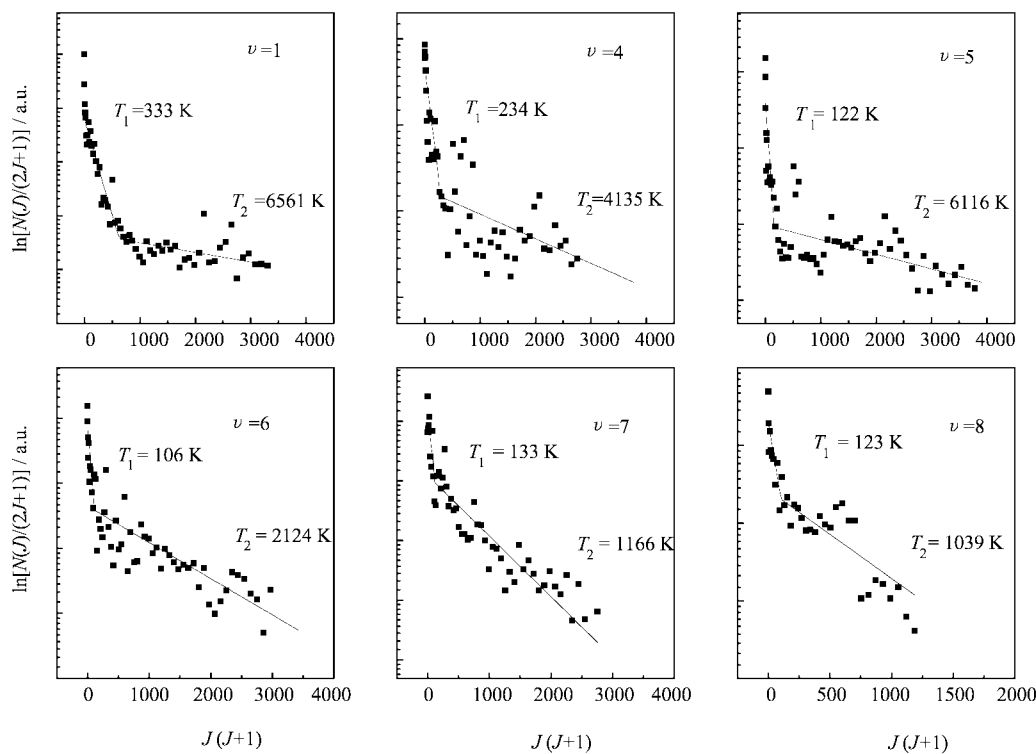 ln[N(J)/(2J+1)] / a.u.
υ=1
T₁=333 K
T₂=6561 K
0 1000 2000 3000 4000
υ=4
T₁=234 K
T₂=4135 K
0 1000 2000 3000 4000
υ=5
T₁=122 K
T₂=6116 K
0 1000 2000 3000 4000
ln[N(J)/(2J+1)] / a.u.
υ=6
T₁= 106 K
T₂= 2124 K
0 1000 2000 3000 4000
J (J+1)
υ=7
T₁= 133 K
T₂= 1166 K
0 1000 2000 3000 4000
J (J+1)
υ=8
T₁= 123 K
T₂= 1039 K
0 500 1000 1500 2000
J (J+1)